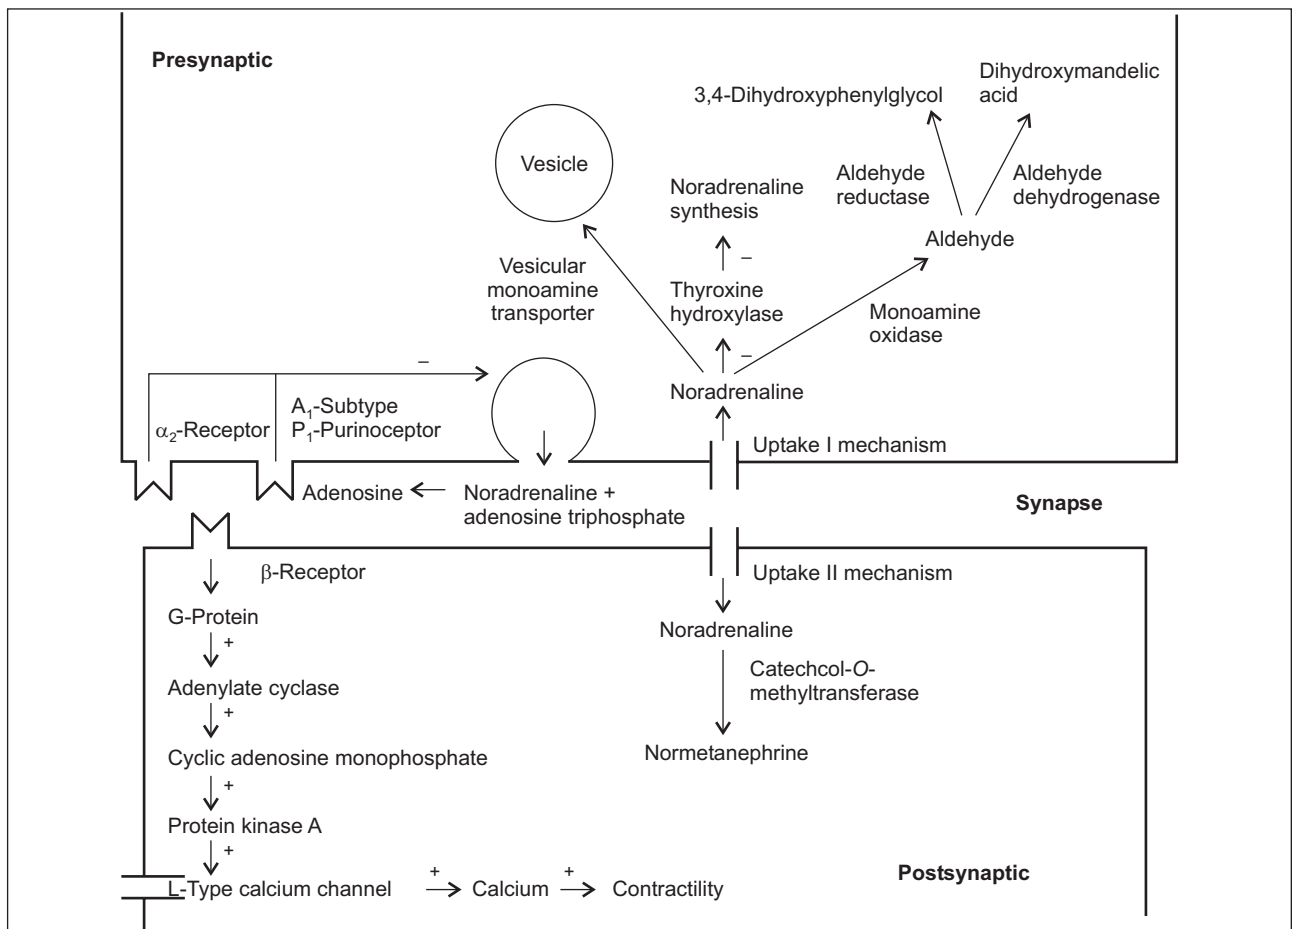 Presynaptic
Dihydroxymandelic
acid
3,4-Dihydroxyphenylglycol
Vesicle
Aldehyde
reductase
Aldehyde
dehydrogenase
Noradrenaline
synthesis
Aldehyde
Vesicular
monoamine
transporter
–
Thyroxine
hydroxylase
Monoamine
oxidase
–
–
Noradrenaline
α2-Receptor
A1-Subtype
P1-Purinoceptor
Uptake I mechanism
Adenosine
Noradrenaline +
adenosine triphosphate
Synapse
β-Receptor
Uptake II mechanism
G-Protein
+
Noradrenaline
Catechcol-O-
methyltransferase
Adenylate cyclase
+
Normetanephrine
Cyclic adenosine monophosphate
+
Protein kinase A
+
L-Type calcium channel
+
Calcium
+
Contractility
Postsynaptic